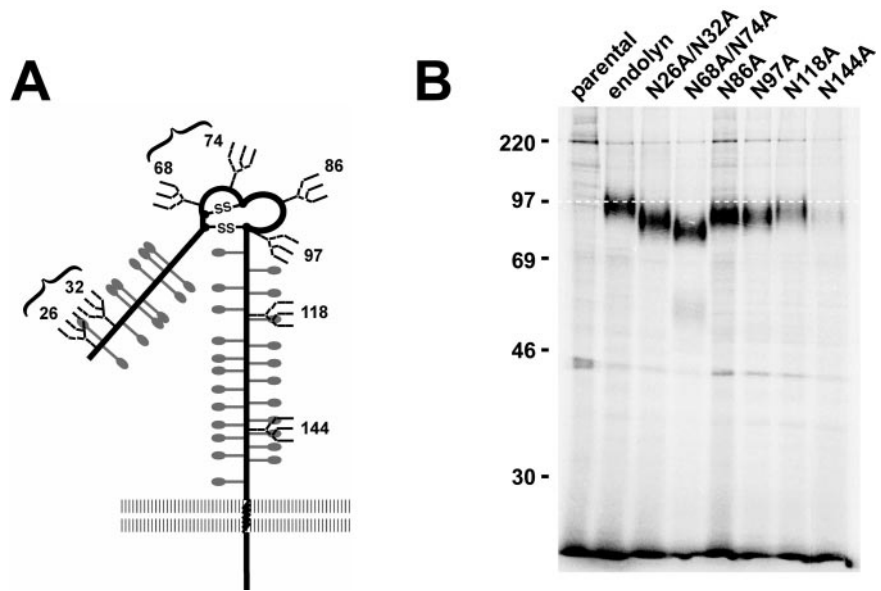 A
74
68
86
SS
SS
97
32
26
118
144
B
parental
endolyn
N26A/N32A
N68A/N74A
N86A
N97A
N118A
N144A
220 -
97 -
69 -
46 -
30 -